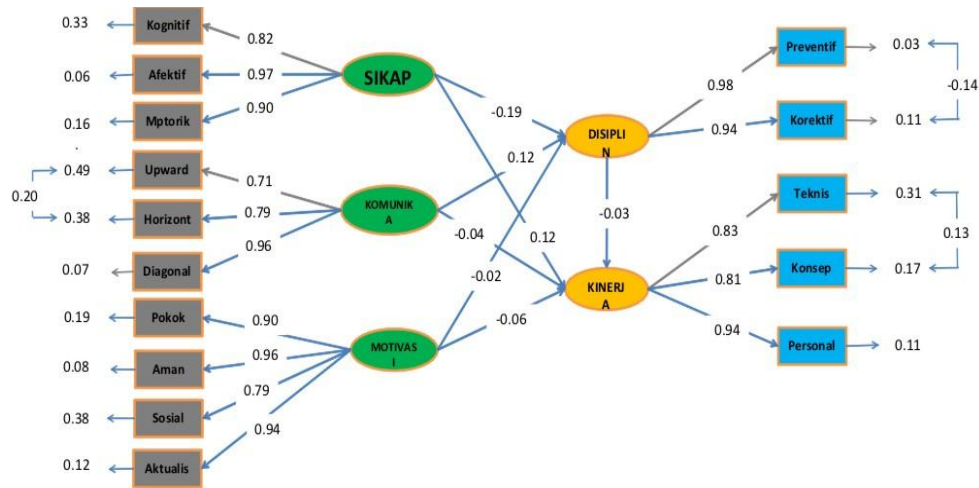 0.33
Kognitif
0.82
0.06
Afektif
0.97
0.16
Mptorik
0.90
.
SIKAP
0.49
Upward
0.71
0.20
0.38
Horizont
0.79
0.07
Diagonal
0.96
KOMUNIK
A
0.19
Pokok
0.90
0.08
Aman
0.96
0.38
Sosial
0.79
0.12
Aktualis
0.94
MOTIVAS
I
-0.19
0.12
-0.04
0.12
-0.02
-0.06
DISIPLI
N
-0.03
KINERJ
A
0.98
Preventif
0.03
-0.14
0.94
Korektif
0.11
0.83
Teknis
0.31
0.13
0.81
Konsep
0.17
0.94
Personal
0.11